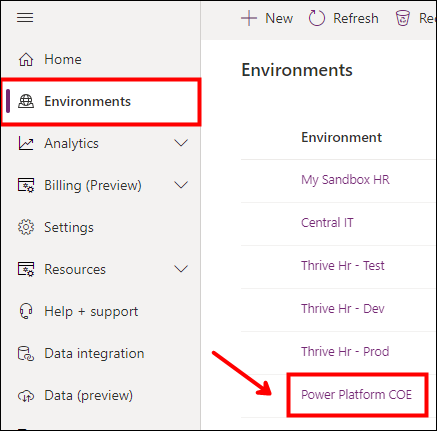 New Refresh
Home
Environments
Analytics
Billing (Preview)
Settings
Resources
Help + support
Data integration
Data (preview)
Environments
Environment
My Sandbox HR
Central IT
Thrive Hr - Test
Thrive Hr - Dev
Thrive Hr - Prod
Power Platform COE